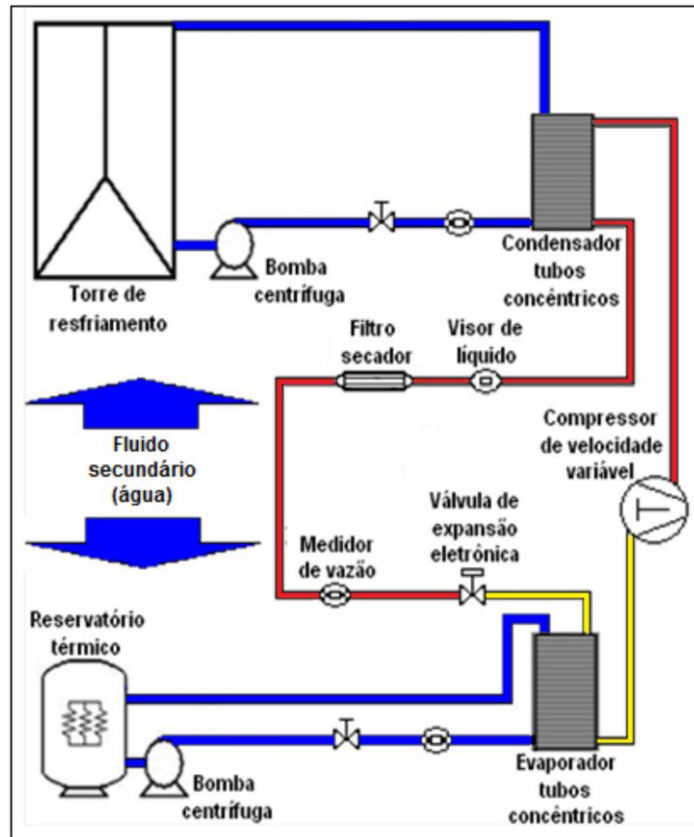 Torre de
resfriamento
Bomba
centrífuga
Condensador
tubos
concêntricos
Filtro
secador
Visor de
líquido
Compressor
de velocidade
variável
Fluido
secundário
(água)
Válvula de
expansão
eletrônica
Medidor
de vazão
Reservatório
térmico
Bomba
centrífuga
Evaporador
tubos
concêntricos